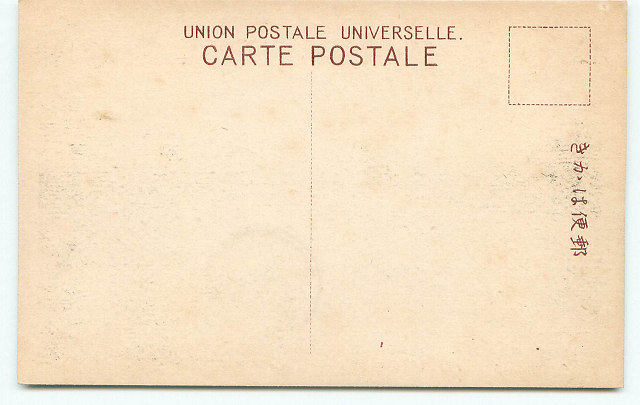 UNION POSTALE UNIVERSELLE.
CARTE POSTALE
きかは便郵